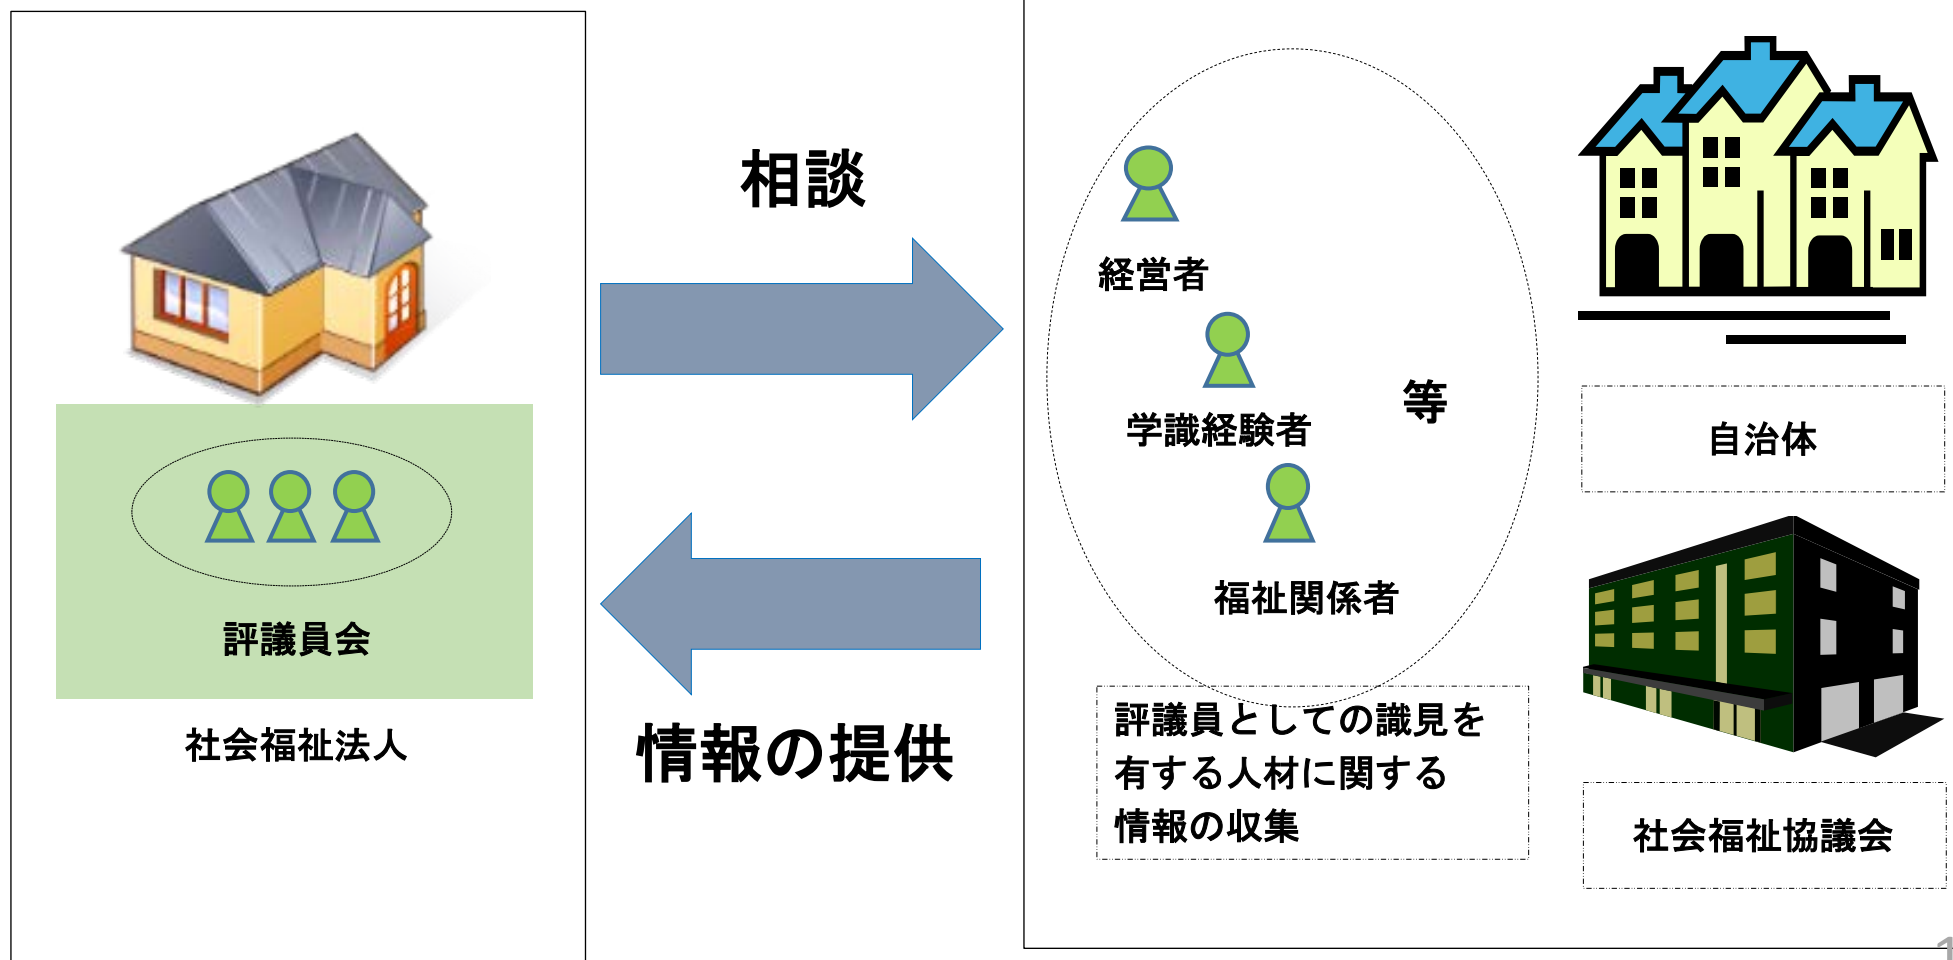 評議員会
社会福祉法人
相談
情報の提供
経営者
学識経験者
等
福祉関係者
評議員としての識見を
有する人材に関する
情報の収集
自治体
社会福祉協議会